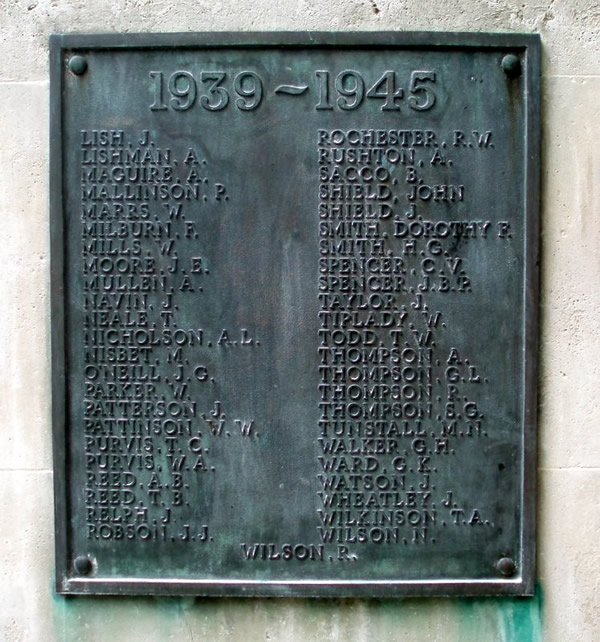 1939~1945
LISH, J.
LISHMAN, A.
MAGUIRE, A.
MALLINSON, P.
MARRS, W.
MILBURN, F.
MILLS, W.
MOORE, J. E.
MULLEN, A.
NAVIN, J.
NEALE, T.
NICHOLSON, A. L.
NISBET, M.
O'NEILL, J. G.
PARKER, W.
PATTERSON, J.
PATTINSON, W. W.
PURVIS, T. C.
PURVIS, W. A.
REED, A. B.
REED, T. B.
RELPH, J.
ROBSON, J. J.
ROCHESTER, R. W.
RUSHTON, A.
SACCO, B.
SHIELD, JOHN
SHIELD, J.
SMITH, DOROTHY F.
SMITH, H. G.
SPENCER, C. V.
SPENCER, J. B. P.
TAYLOR, J.
TIPLADY, W.
TODD, T. W.
THOMPSON, A.
THOMPSON, G. L.
THOMPSON, R.
THOMPSON, S. G.
TUNSTALL, M. N.
WALKER, G. H.
WARD, G. K.
WATSON, J.
WHEATLEY, J.
WILKINSON, T. A.
WILSON, N.
WILSON, R.